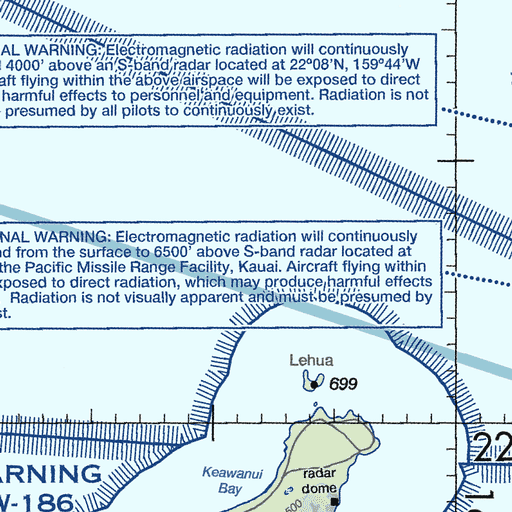 AL WARNING: Electromagnetic radiation will continuously
4000' above an S-band radar located at 22°08'N, 159°44'W
aft flying within the above airspace will be exposed to direct
harmful effects to personnel and equipment. Radiation is not
presumed by all pilots to continuously exist.
NAL WARNING: Electromagnetic radiation will continuously
nd from the surface to 6500' above S-band radar located at
the Pacific Missile Range Facility, Kauai. Aircraft flying within
xposed to direct radiation, which may produce harmful effects
Radiation is not visually apparent and must be presumed by
st.
Lehua
699
22
ARNING
W-186
Keawanui
Bay
radar
dome
500